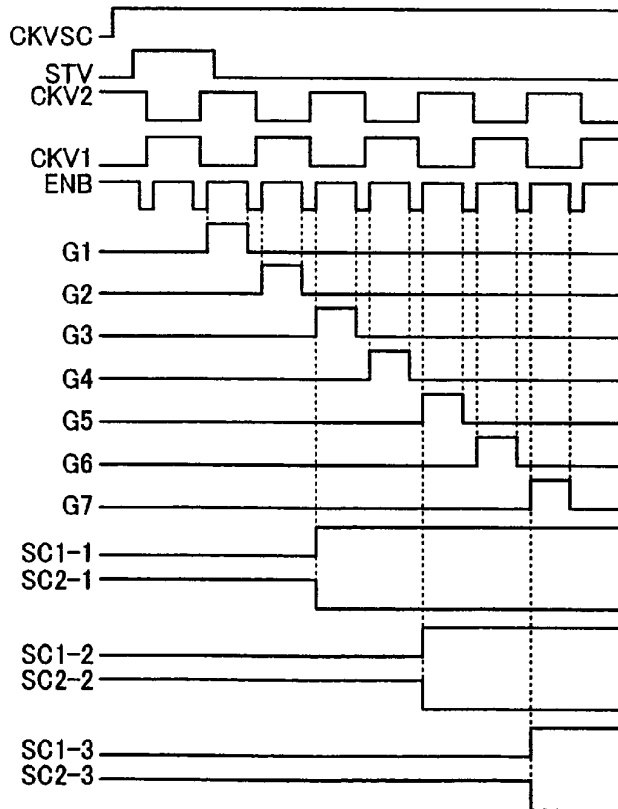 CKVSC
STV
CKV2
CKV1
ENB
G1
G2
G3
G4
G5
G6
G7
SC1-1
SC2-1
SC1-2
SC2-2
SC1-3
SC2-3